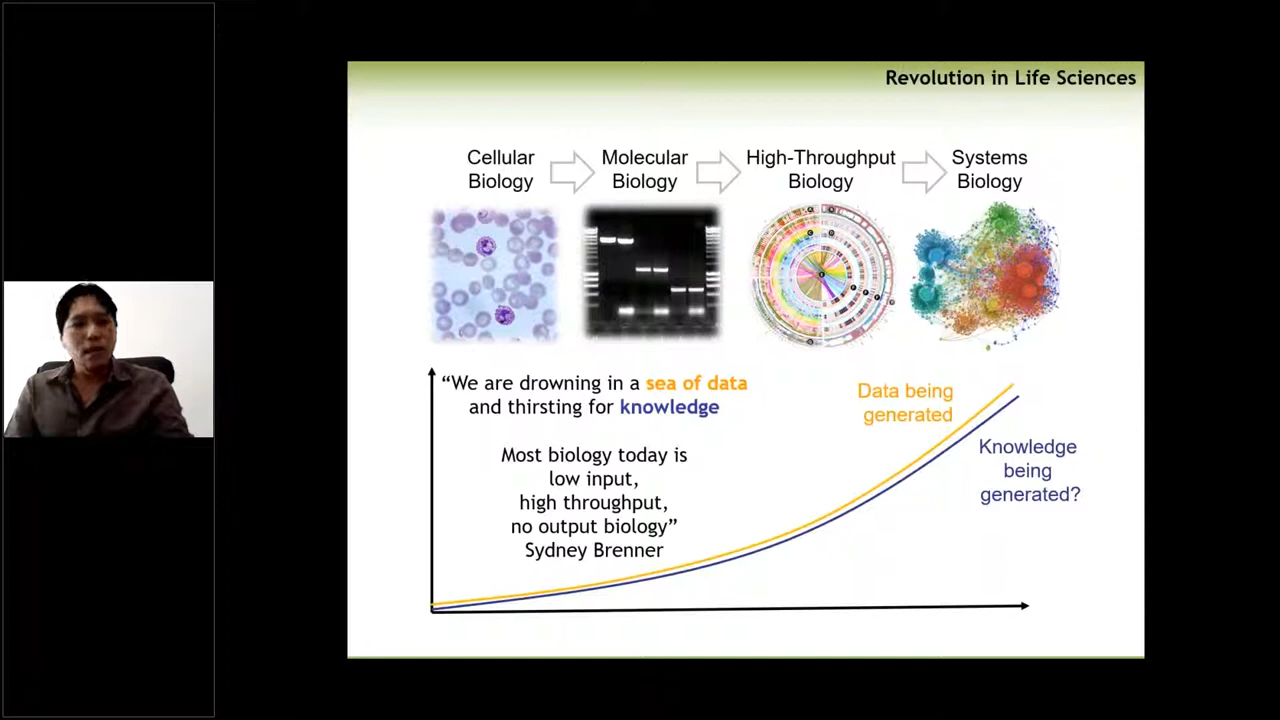 Revolution in Life Sciences
Cellular
Biology
Molecular
Biology
High-Throughput
Biology
Systems
Biology
“We are drowning in a sea of data
and thirsting for knowledge
Most biology today is
low input,
high throughput,
no output biology”
Sydney Brenner
Data being
generated
Knowledge
being
generated?